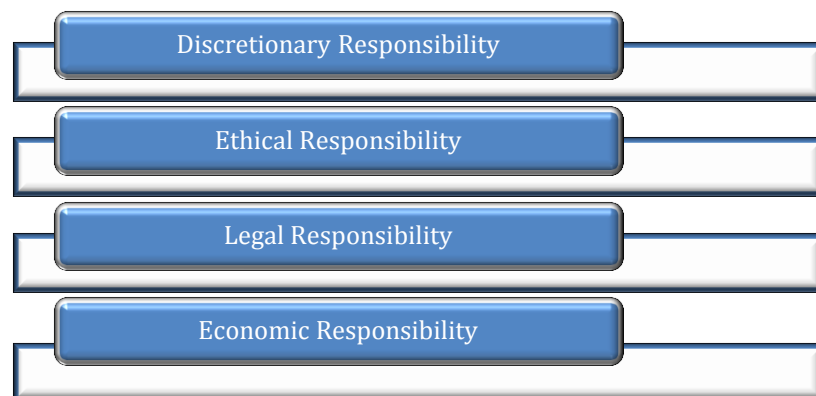 Discretionary Responsibility
Ethical Responsibility
Legal Responsibility
Economic Responsibility